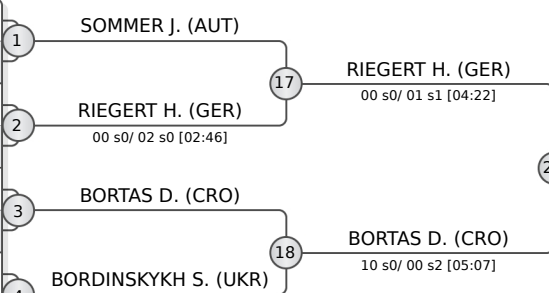 SOMMER J. (AUT)
1
RIEGERT H. (GER)
17
00 s0/ 01 s1 [04:22]
RIEGERT H. (GER)
2
00 s0/ 02 s0 [02:46]
BORTAS D. (CRO)
3
BORTAS D. (CRO)
18
10 s0/ 00 s2 [05:07]
BORDINSKYKH S. (UKR)